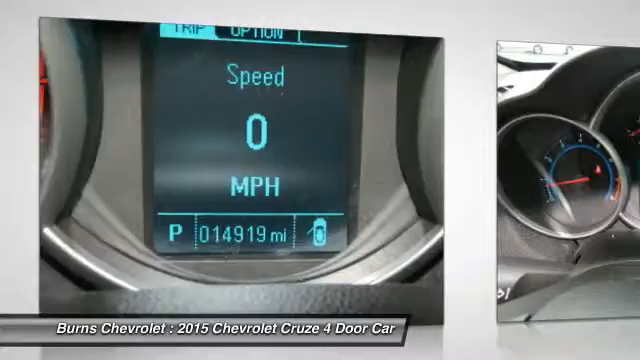 TRIP OPTION
Speed
0
MPH
P 014919 mi
Burns Chevrolet : 2015 Chevrolet Cruze 4 Door Car